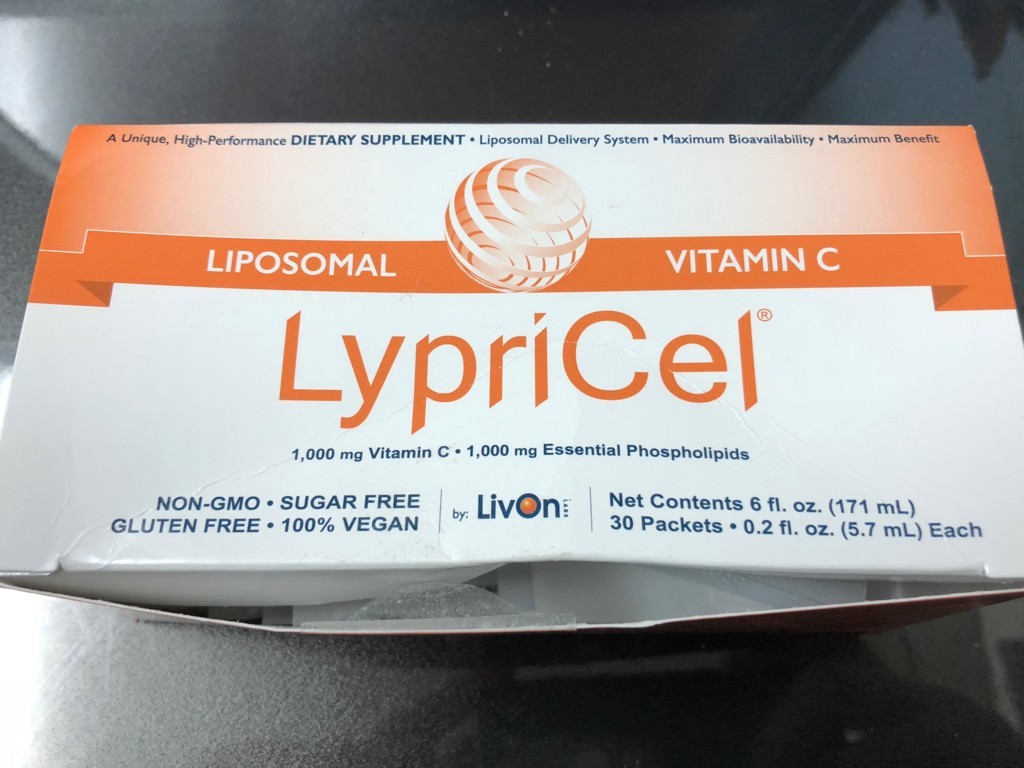 A Unique, High-Performance DIETARY SUPPLEMENT • Liposomal Delivery System • Maximum Bioavailability • Maximum Benefit
LIPOSOMAL VITAMIN C
LypriCel®
1,000 mg Vitamin C • 1,000 mg Essential Phospholipids
NON-GMO • SUGAR FREE
GLUTEN FREE • 100% VEGAN
by: LivOn LABS
Net Contents 6 fl. oz. (171 mL)
30 Packets • 0.2 fl. oz. (5.7 mL) Each